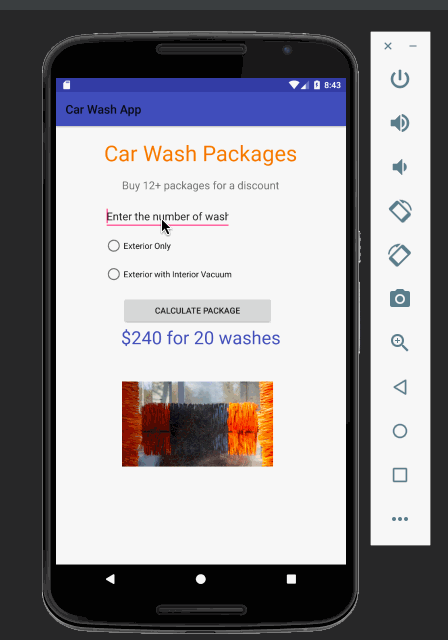 8:43
Car Wash App
Car Wash Packages
Buy 12+ packages for a discount
Enter the number of wash
Exterior Only
Exterior with Interior Vacuum
CALCULATE PACKAGE
$240 for 20 washes